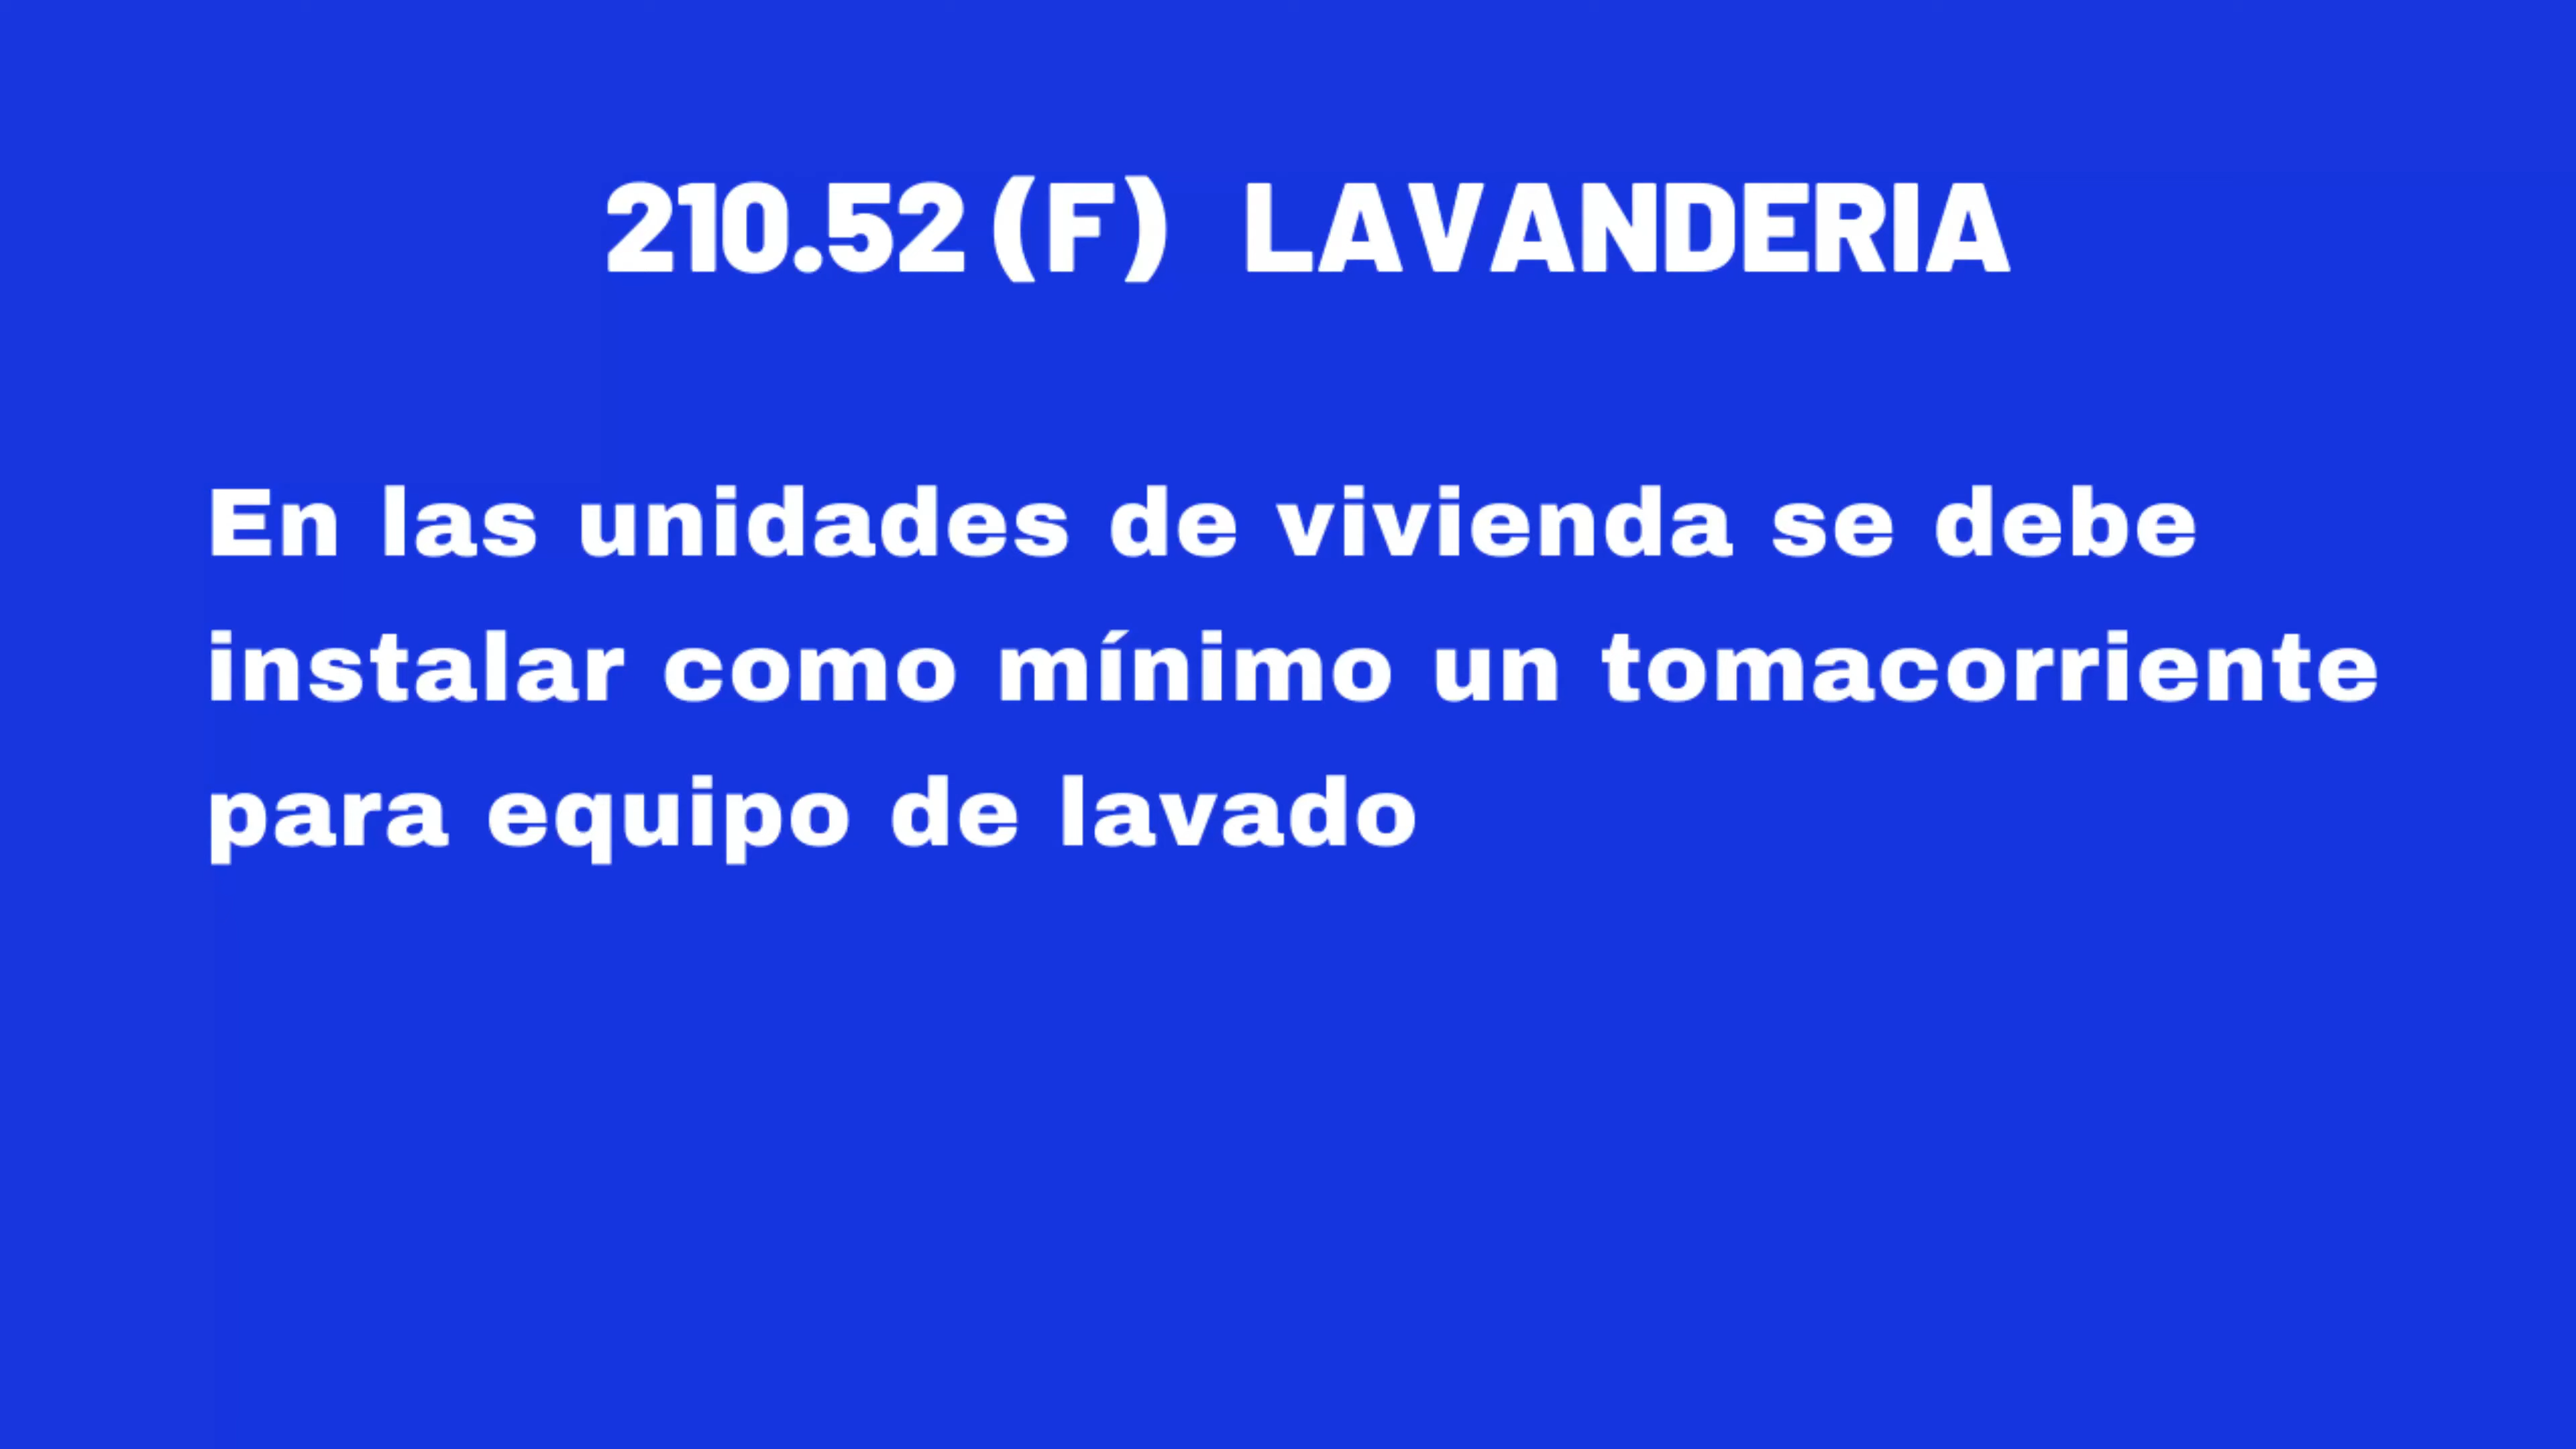 210.52 (F) LAVANDERIA
En las unidades de vivienda se debe
instalar como mínimo un tomacorriente
para equipo de lavado